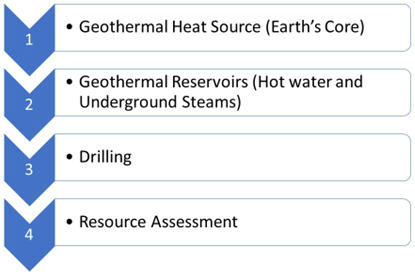 1
• Geothermal Heat Source (Earth's Core)
2
• Geothermal Reservoirs (Hot water and
Underground Steams)
3
• Drilling
4
• Resource Assessment